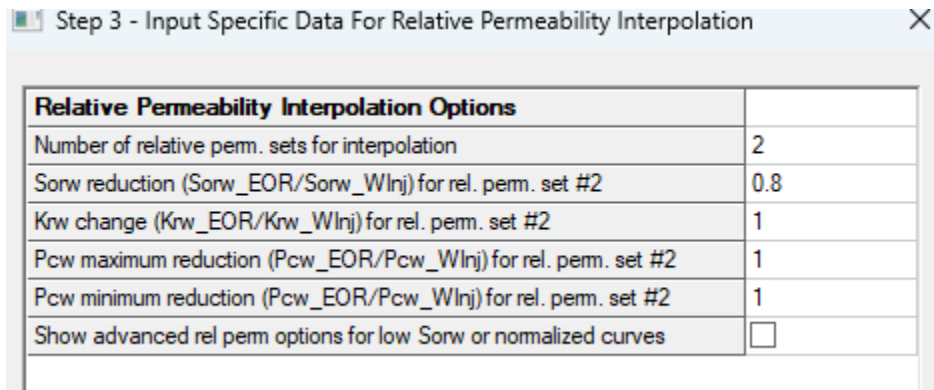 Step 3 - Input Specific Data For Relative Permeability Interpolation
Relative Permeability Interpolation Options
Number of relative perm. sets for interpolation 2
Sorw reduction (Sorw_EOR/Sorw_WInj) for rel. perm. set #2 0.8
Krw change (Krw_EOR/Krw_WInj) for rel. perm. set #2 1
Pcw maximum reduction (Pcw_EOR/Pcw_WInj) for rel. perm. set #2 1
Pcw minimum reduction (Pcw_EOR/Pcw_WInj) for rel. perm. set #2 1
Show advanced rel perm options for low Sorw or normalized curves